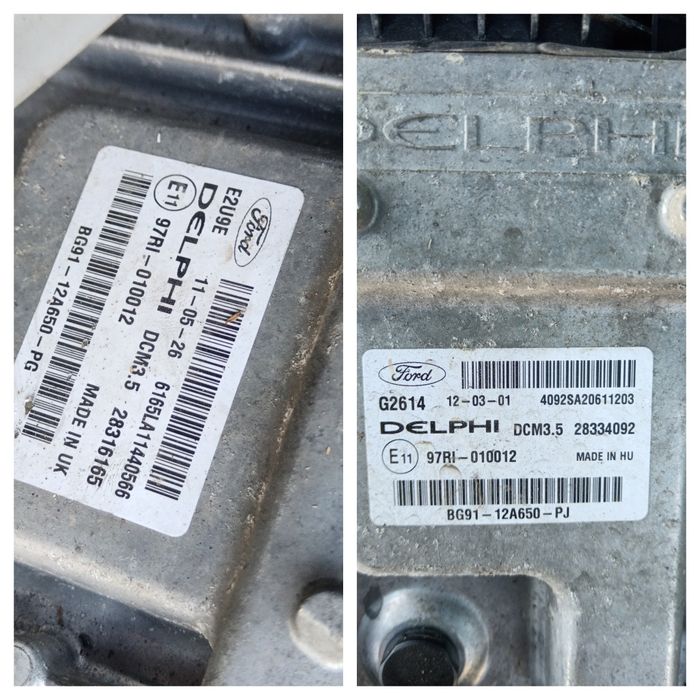 Ford
E2U9E 11-05-26 6165LA11440566
DELPHI DCM3.5 28316165
E11 97RI-010012 MADE IN UK
BG91-12A650-PG
DELPHI
Ford
G2614 12-03-01 4092SA20611203
DELPHI DCM3.5 28334092
E11 97RI-010012 MADE IN HU
BG91-12A650-PJ